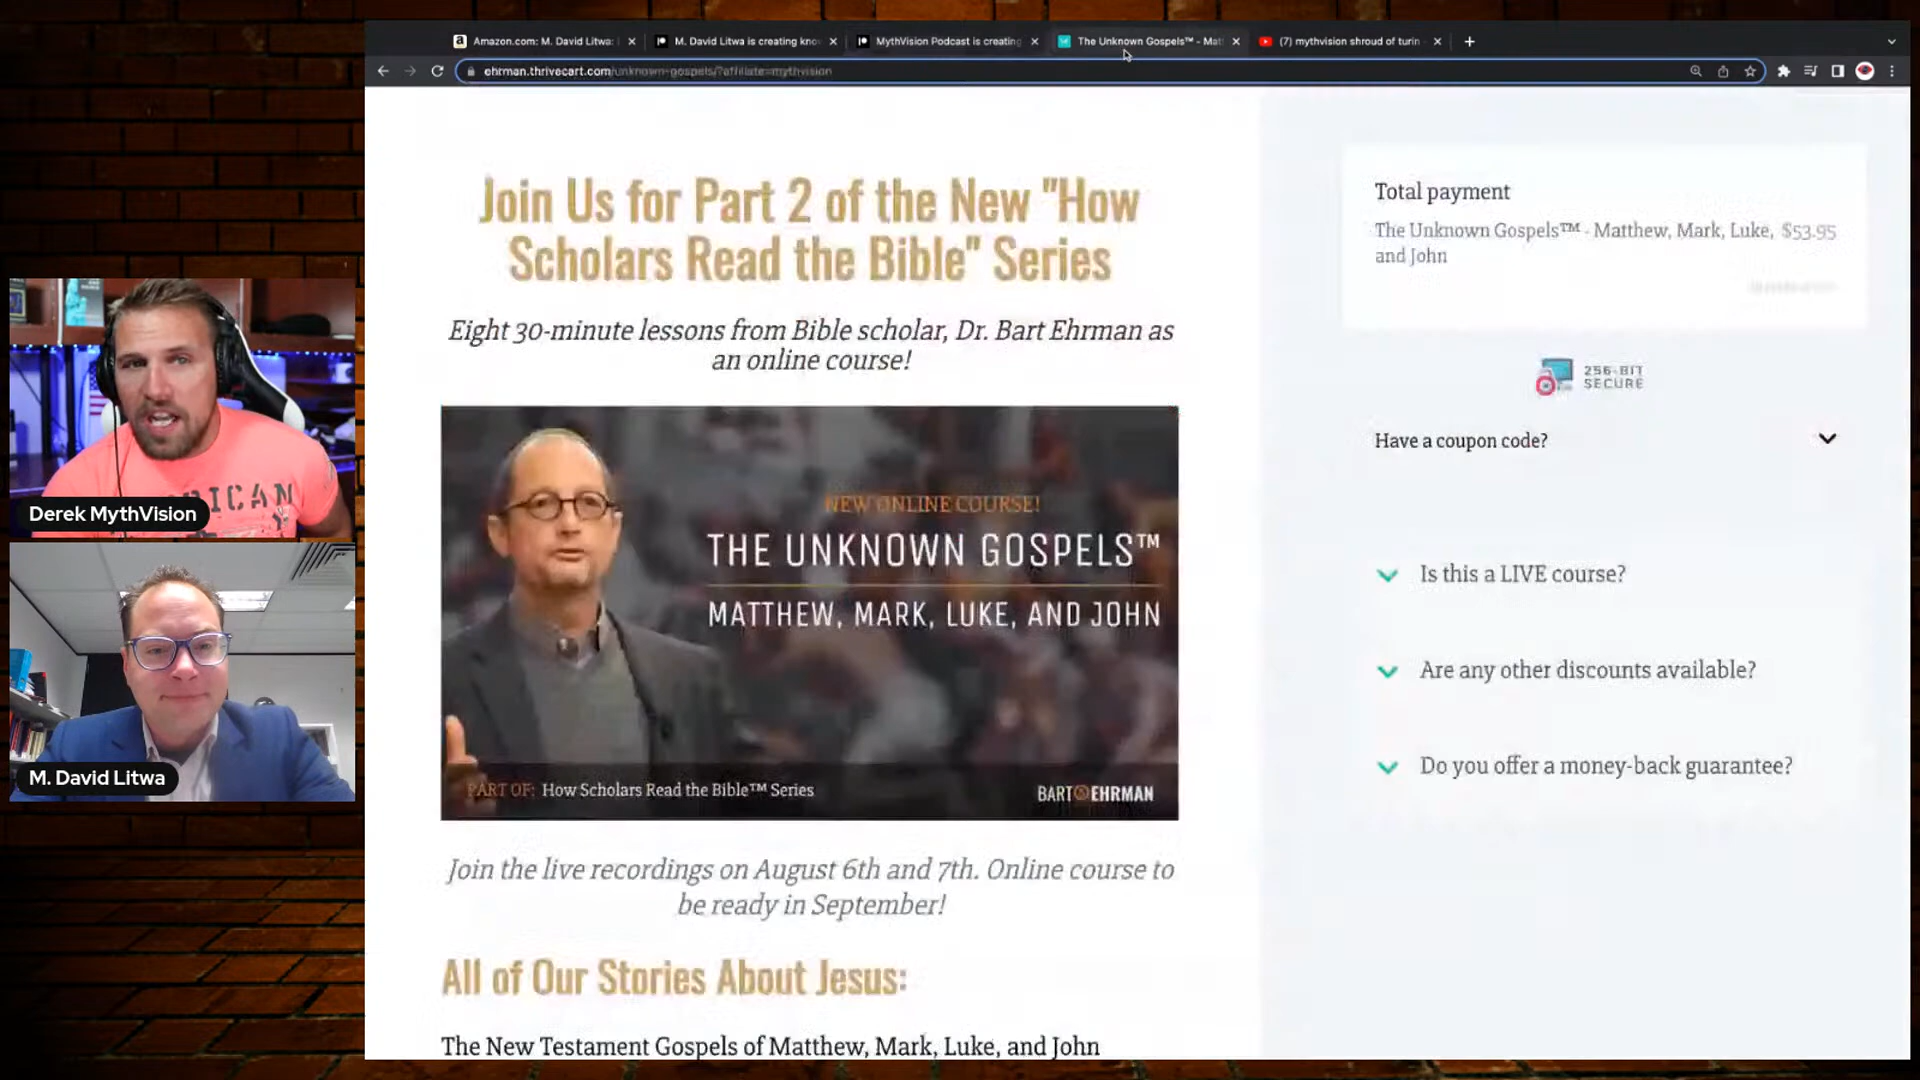 Amazon.com: M. David Litwa:
M. David Litwa is creating kno
MythVision Podcast is creating
The Unknown Gospels™ - Mat
(7) mythvision shroud of turin
ehrman.thrivecart.com/unknown-gospels/?affiliate=mythvision
Join Us for Part 2 of the New "How
Scholars Read the Bible" Series
Eight 30-minute lessons from Bible scholar, Dr. Bart Ehrman as
an online course!
NEW ONLINE COURSE!
THE UNKNOWN GOSPELS™
MATTHEW, MARK, LUKE, AND JOHN
PART OF: How Scholars Read the Bible™ Series
BART EHRMAN
Join the live recordings on August 6th and 7th. Online course to
be ready in September!
All of Our Stories About Jesus:
The New Testament Gospels of Matthew, Mark, Luke, and John
Total payment
The Unknown Gospels™ - Matthew, Mark, Luke, $53.95
and John
256-BIT
SECURE
Have a coupon code?
Is this a LIVE course?
Are any other discounts available?
Do you offer a money-back guarantee?
Derek MythVision
M. David Litwa